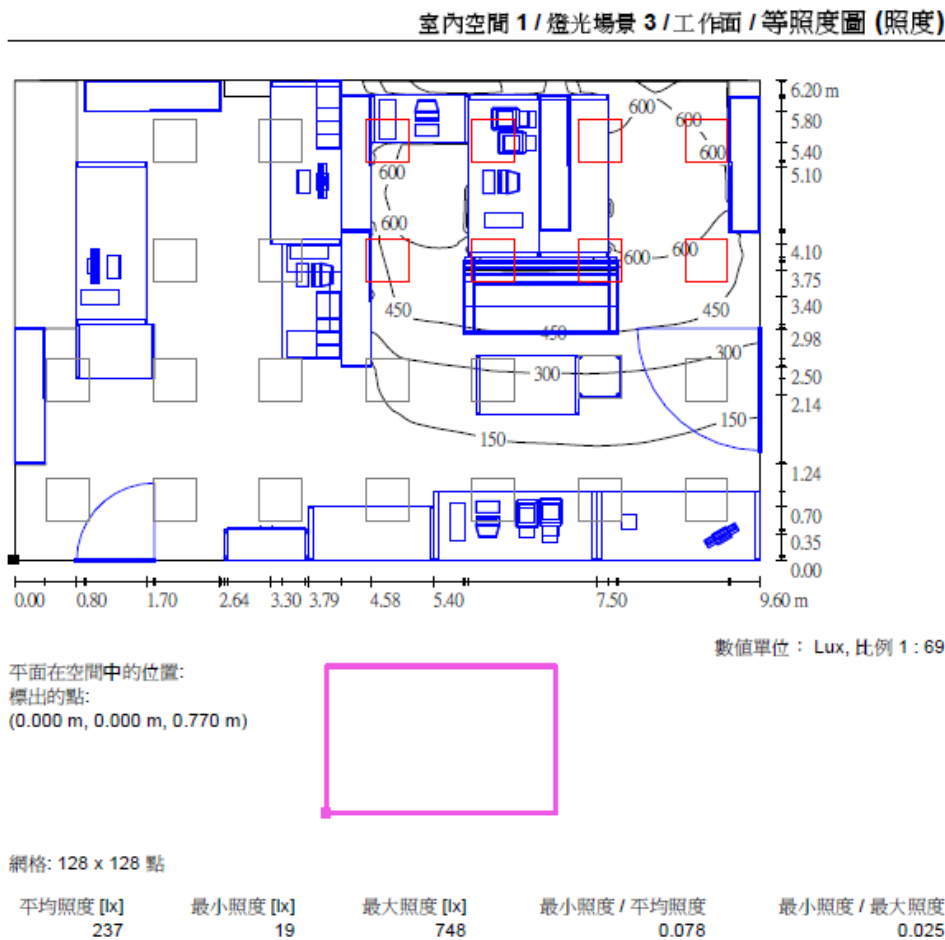 室內空間 1 / 燈光場景 3 / 工作面 / 等照度圖 (照度)
6.20 m
600
600
5.80
600
5.40
600
5.10
600
600
600
4.10
3.75
450
450
3.40
450
2.98
300
300
2.50
2.14
150
150
1.24
0.70
0.35
0.00
0.00 0.80 1.70 2.64 3.30 3.79 4.58 5.40 7.50 9.60 m
數值單位： Lux, 比例 1 : 69
平面在空間中的位置:
標出的點:
(0.000 m, 0.000 m, 0.770 m)
網格: 128 x 128 點
平均照度 [lx] 最小照度 [lx] 最大照度 [lx] 最小照度 / 平均照度 最小照度 / 最大照度
237 19 748 0.078 0.025